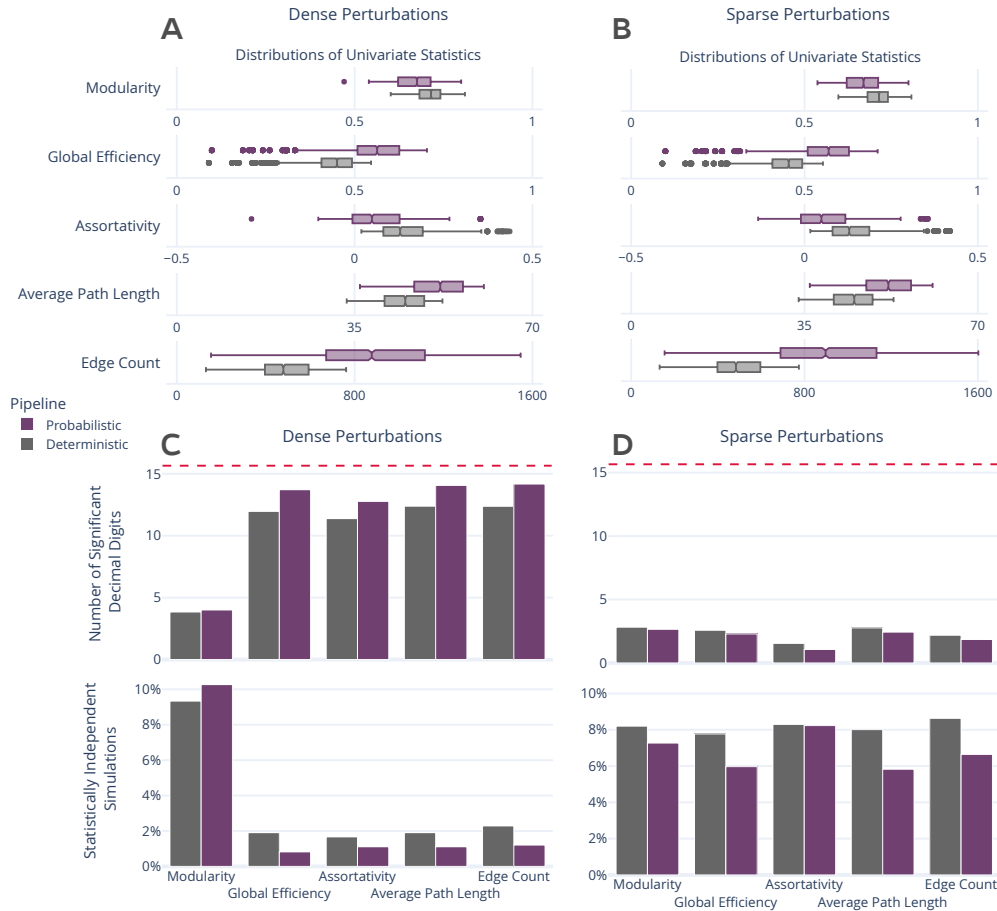 A
Dense Perturbations
Distributions of Univariate Statistics
Modularity
0
0.5
1
Global Efficiency
0
0.5
1
Assortativity
−0.5
0
0.5
Average Path Length
0
35
70
Edge Count
0
800
1600
B
Sparse Perturbations
Distributions of Univariate Statistics
0
0.5
1
0
0.5
1
−0.5
0
0.5
0
35
70
0
800
1600
Pipeline
Probabilistic
Deterministic
C
Dense Perturbations
Number of Significant
Decimal Digits
15
10
5
0
Statistically Independent
Simulations
10%
8%
6%
4%
2%
0%
Modularity
Global Efficiency
Assortativity
Average Path Length
Edge Count
D
Sparse Perturbations
15
10
5
0
10%
8%
6%
4%
2%
0%
Modularity
Global Efficiency
Assortativity
Average Path Length
Edge Count